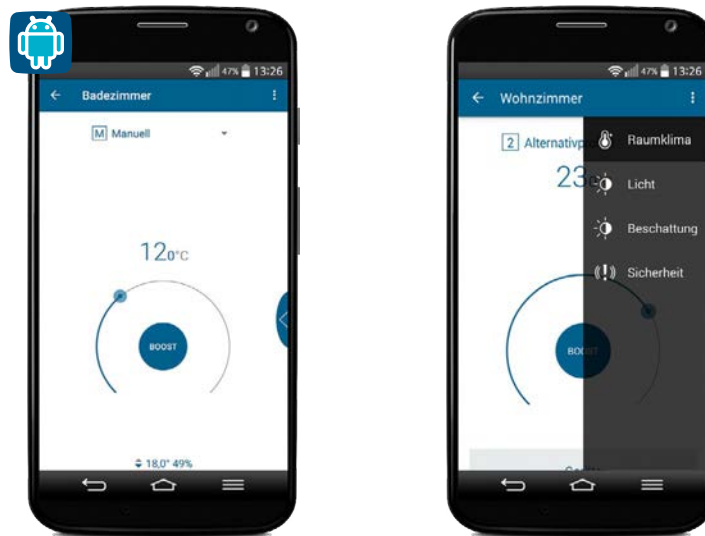 47% 13:26
Badezimmer
M Manuell
12.0°C
BOOST
18,0° 49%
47% 13:26
Wohnzimmer
2 Alternativp
23
BO
Raumklima
Licht
Beschattung
Sicherheit